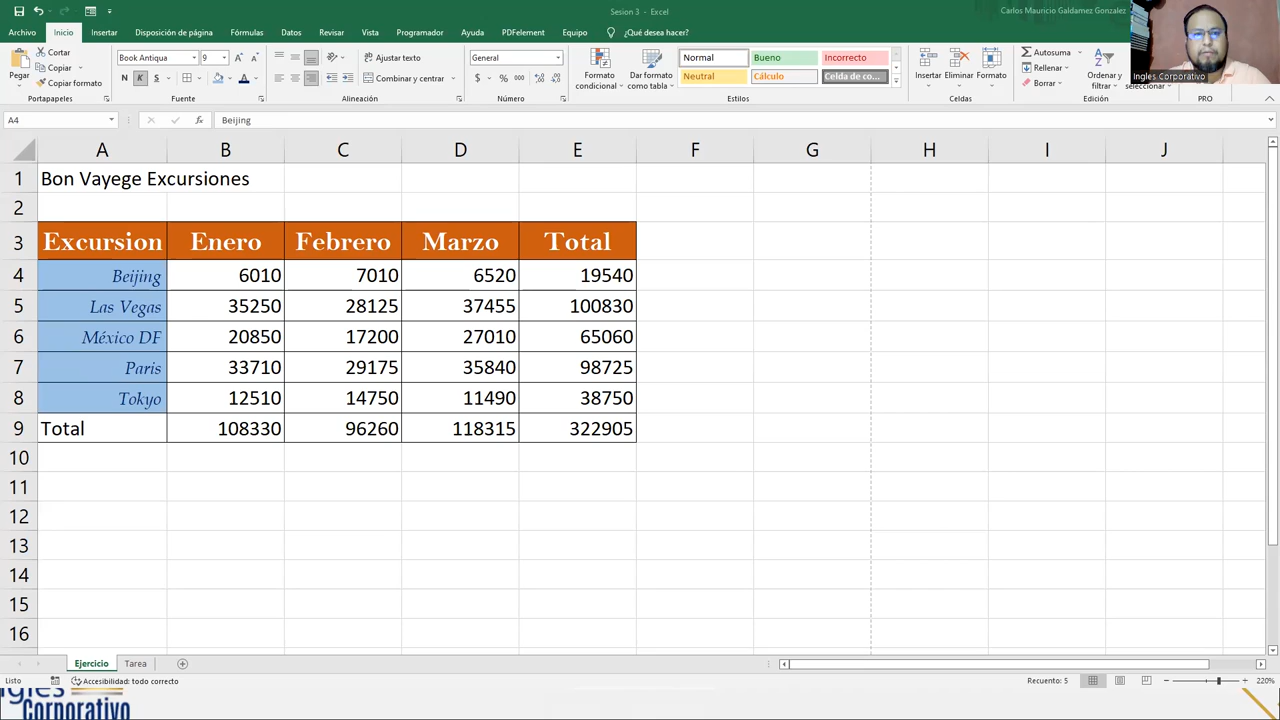 Sesion 3 - Excel
Carlos Mauricio Galdamez Gonzalez
Archivo Inicio Insertar Disposición de página Fórmulas Datos Revisar Vista Programador Ayuda PDFelement Equipo ¿Qué desea hacer?
Pegar
Cortar
Copiar
Copiar formato
Portapapeles
Book Antiqua 9
N K S
Fuente
Ajustar texto
Combinar y centrar
Alineación
General
$ % 000
Número
Formato condicional
Dar formato como tabla
Normal Bueno Incorrecto
Neutral Cálculo Celda de co...
Estilos
Insertar Eliminar Formato
Celdas
Autosuma
Rellenar
Borrar
Ordenar y filtrar
seleccionar
Edición
PRO
Ingles Corporativo
A4 fx Beijing
A B C D E F G H I J
1 Bon Vayege Excursiones
2
3 Excursion Enero Febrero Marzo Total
4 Beijing 6010 7010 6520 19540
5 Las Vegas 35250 28125 37455 100830
6 México DF 20850 17200 27010 65060
7 Paris 33710 29175 35840 98725
8 Tokyo 12510 14750 11490 38750
9 Total 108330 96260 118315 322905
10
11
12
13
14
15
16
Ejercicio Tarea
Listo Accesibilidad: todo correcto Recuento: 5 220%
Corporativo